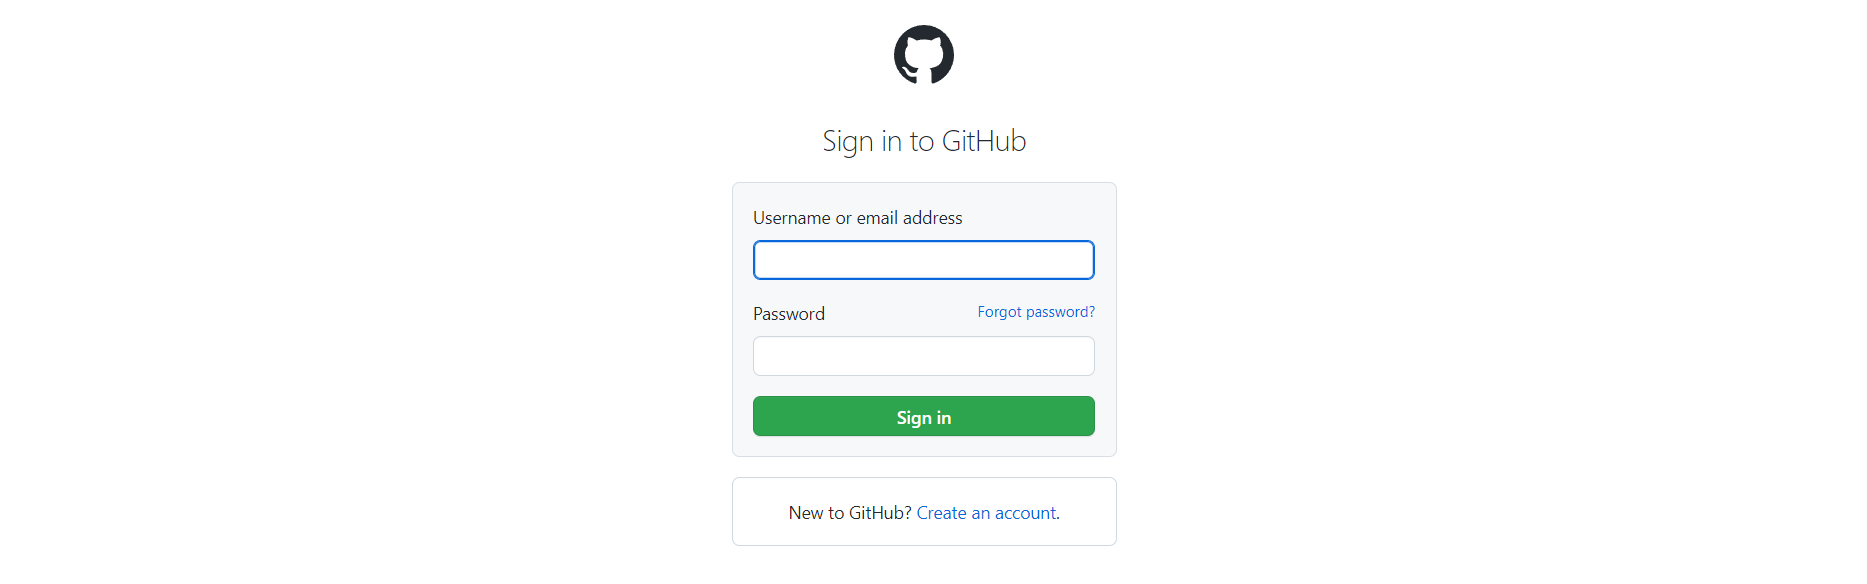 Sign in to GitHub
Username or email address
Password
Forgot password?
Sign in
New to GitHub? Create an account.